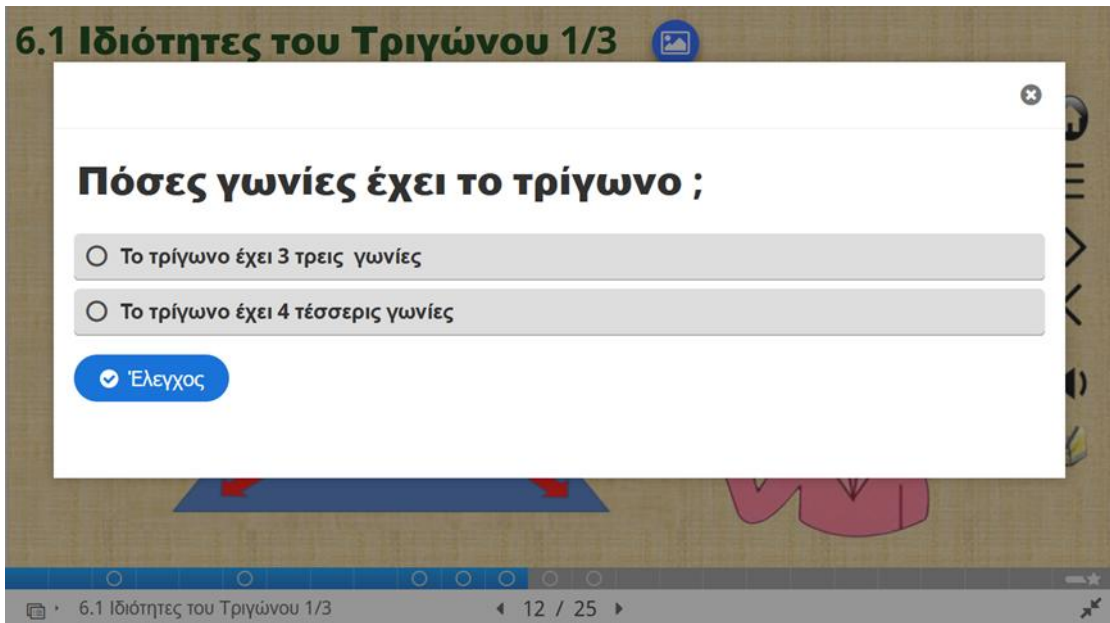 6.1 Ιδιότητες του Τριγώνου 1/3
Πόσες γωνίες έχει το τρίγωνο ;
Το τρίγωνο έχει 3 τρεις  γωνίες
Το τρίγωνο έχει 4 τέσσερις γωνίες
Έλεγχος
6.1 Ιδιότητες του Τριγώνου 1/3
12 / 25